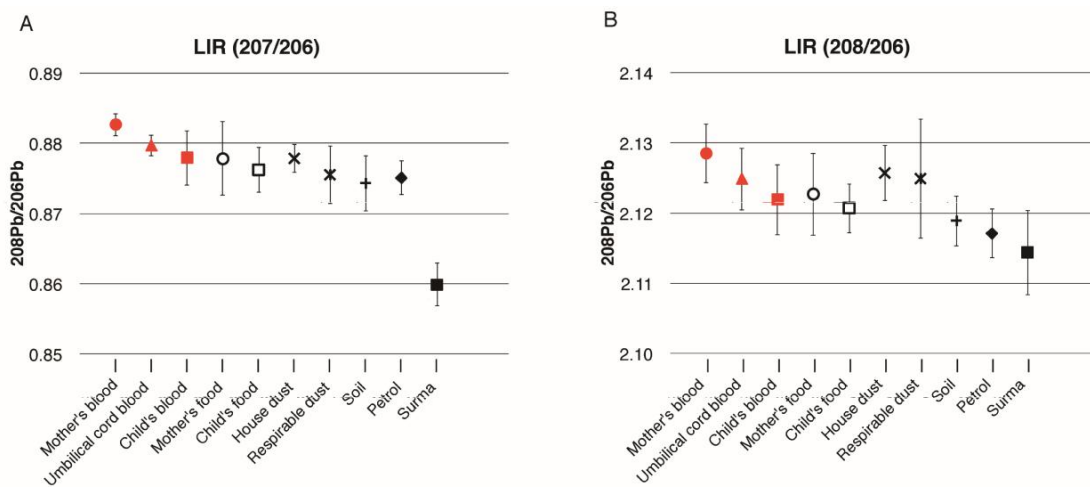 A
LIR (207/206)
208Pb/206Pb
0.89
0.88
0.87
0.86
0.85
Mother's blood
Umbilical cord blood
Child's blood
Mother's food
Child's food
House dust
Respirable dust
Soil
Petrol
Surma
B
LIR (208/206)
208Pb/206Pb
2.14
2.13
2.12
2.11
2.10
Mother's blood
Umbilical cord blood
Child's blood
Mother's food
Child's food
House dust
Respirable dust
Soil
Petrol
Surma